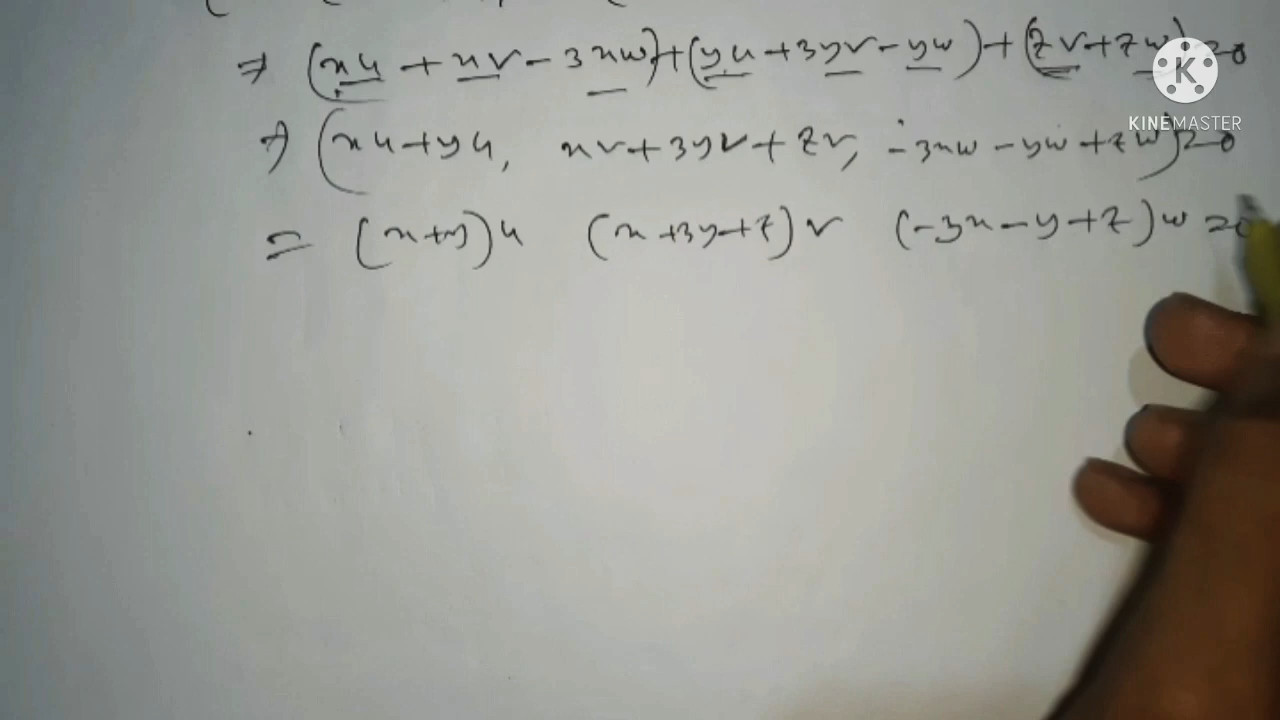 ⇒ (xu + xv - 3xw) + (yu + 3yv - yw) + (zv + zw) = 0
K
KINEMASTER
⇒ (xu + yu, xv + 3yv + zv, -3xw - yw + zw) = 0
= (x+y)u (x+3y+z)v (-3x-y+z)w = 0